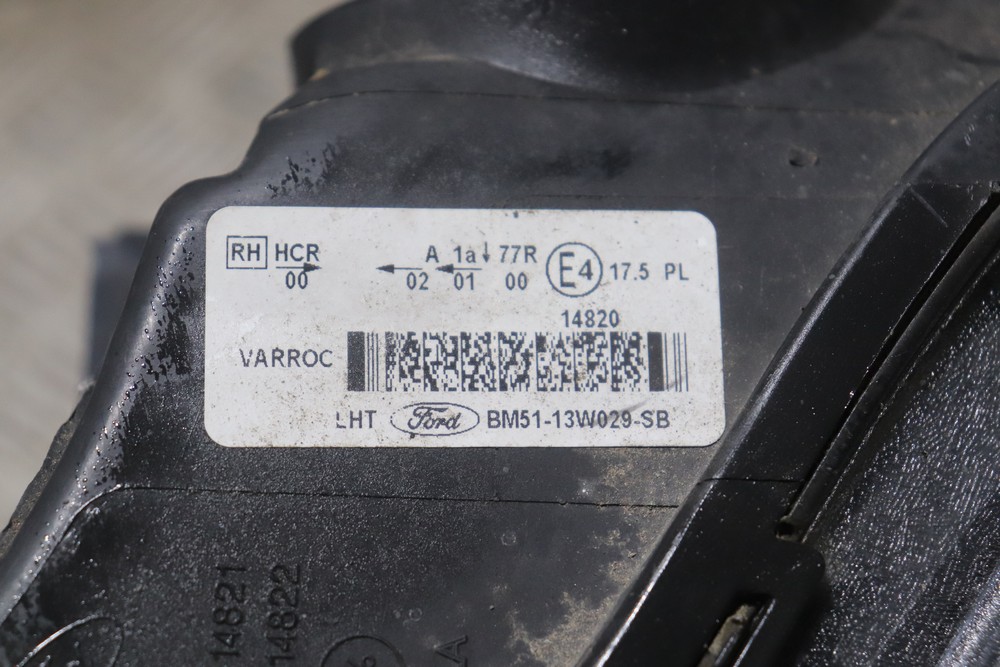 RH HCR A 1a 77R E4 17.5 PL
00 02 01 00
14820
VARROC
LHT Ford BM51-13W029-SB
14821
14822